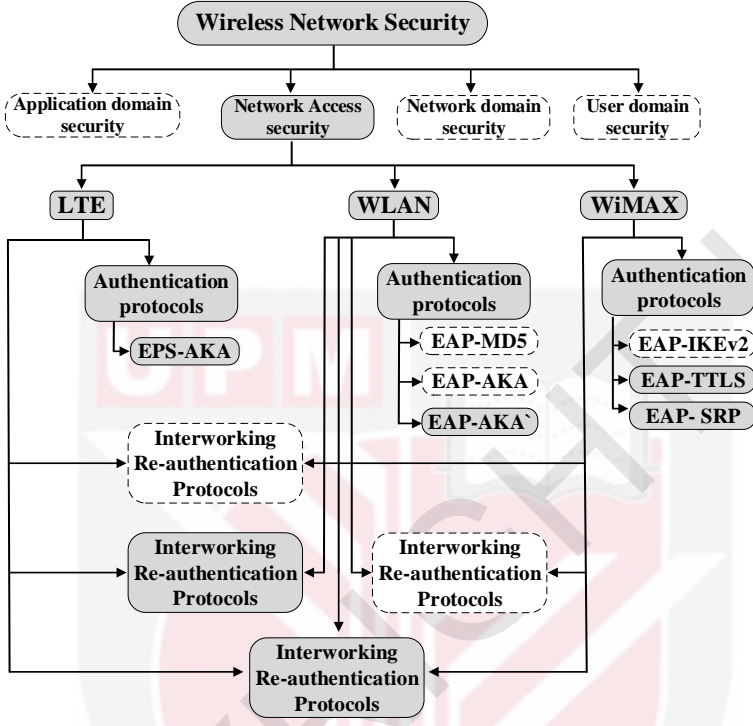 Wireless Network Security
Application domain
security
Network Access
security
Network domain
security
User domain
security
LTE
WLAN
WiMAX
Authentication
protocols
Authentication
protocols
Authentication
protocols
EPS-AKA
EAP-MD5
EAP-AKA
EAP-AKA`
EAP-IKEv2
EAP-TTLS
EAP- SRP
Interworking
Re-authentication
Protocols
Interworking
Re-authentication
Protocols
Interworking
Re-authentication
Protocols
Interworking
Re-authentication
Protocols
UPM